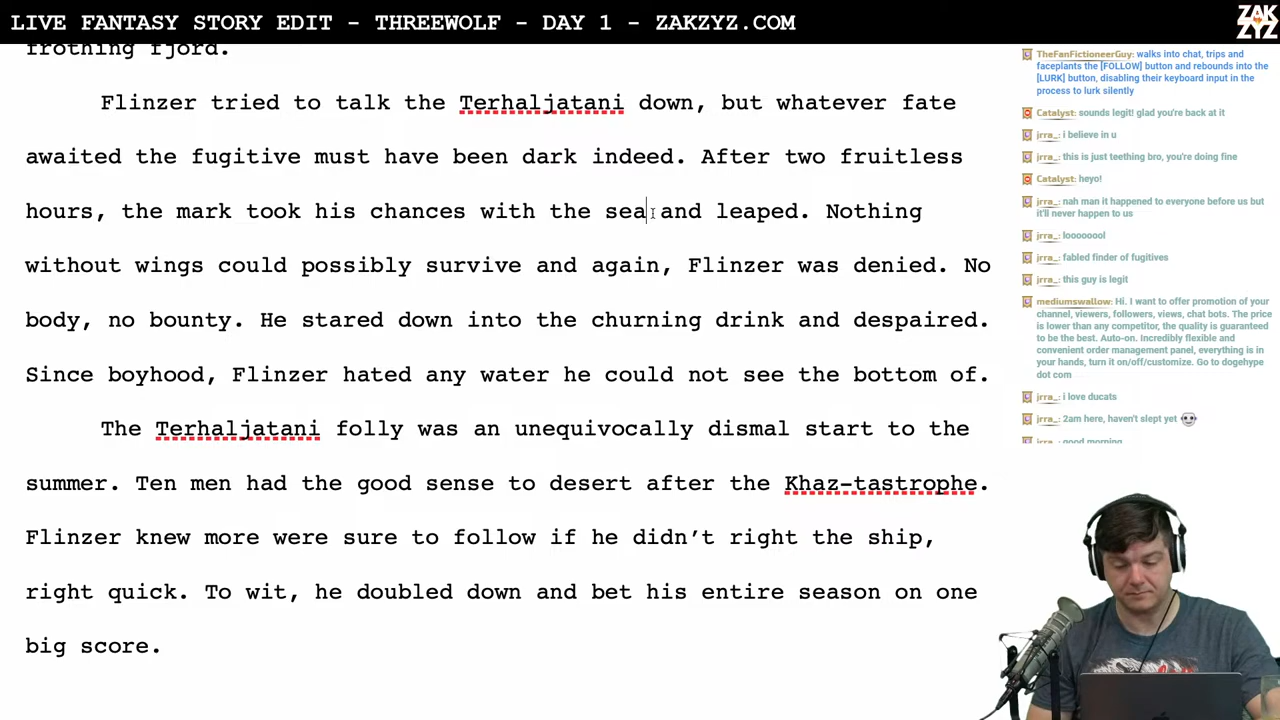 LIVE FANTASY STORY EDIT - THREEWOLF - DAY 1 - ZAKZYZ.COM
ZAK
ZYZ
frothing fjord.
Flinzer tried to talk the Terhaljatani down, but whatever fate
awaited the fugitive must have been dark indeed. After two fruitless
hours, the mark took his chances with the sea and leaped. Nothing
without wings could possibly survive and again, Flinzer was denied. No
body, no bounty. He stared down into the churning drink and despaired.
Since boyhood, Flinzer hated any water he could not see the bottom of.
The Terhaljatani folly was an unequivocally dismal start to the
summer. Ten men had the good sense to desert after the Khaz-tastrophe.
Flinzer knew more were sure to follow if he didn’t right the ship,
right quick. To wit, he doubled down and bet his entire season on one
big score.
TheFanFictioneerGuy: walks into chat, trips and
faceplants the [FOLLOW] button and rebounds into the
[LURK] button, disabling their keyboard input in the
process to lurk silently
Catalyst: sounds legit! glad you're back at it
jrra_: i believe in u
jrra_: this is just teething bro, you're doing fine
Catalyst: heyo!
jrra_: nah man it happened to everyone before us but
it'll never happen to us
jrra_: looooool
jrra_: fabled finder of fugitives
jrra_: this guy is legit
mediumswallow: Hi. I want to offer promotion of your
channel, viewers, followers, views, chat bots. The price
is lower than any competitor, the quality is guaranteed
to be the best. Auto-on. Incredibly flexible and
convenient order management panel, everything is in
your hands, turn it on/off/customize. Go to dogehype
dot com
jrra_: i love ducats
jrra_: 2am here, haven't slept yet
jrra_: good morning